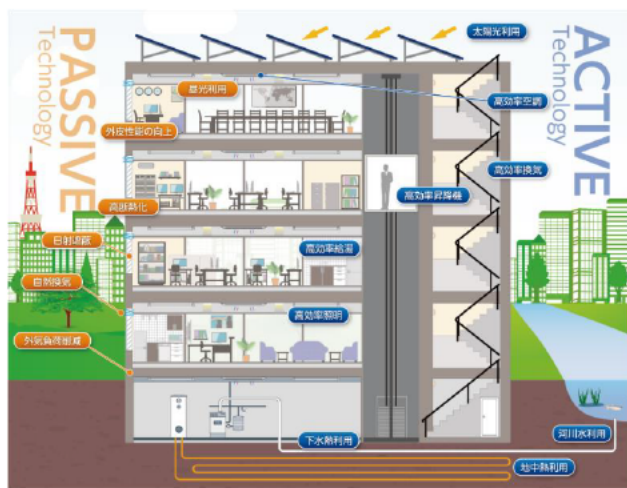 PASSIVE
Technology
ACTIVE
Technology
太陽光利用
昼光利用
高効率空調
外皮性能の向上
高効率換気
高効率昇降機
高断熱化
日射遮蔽
高効率給湯
自然換気
高効率照明
外気負荷削減
下水熱利用
河川水利用
地中熱利用